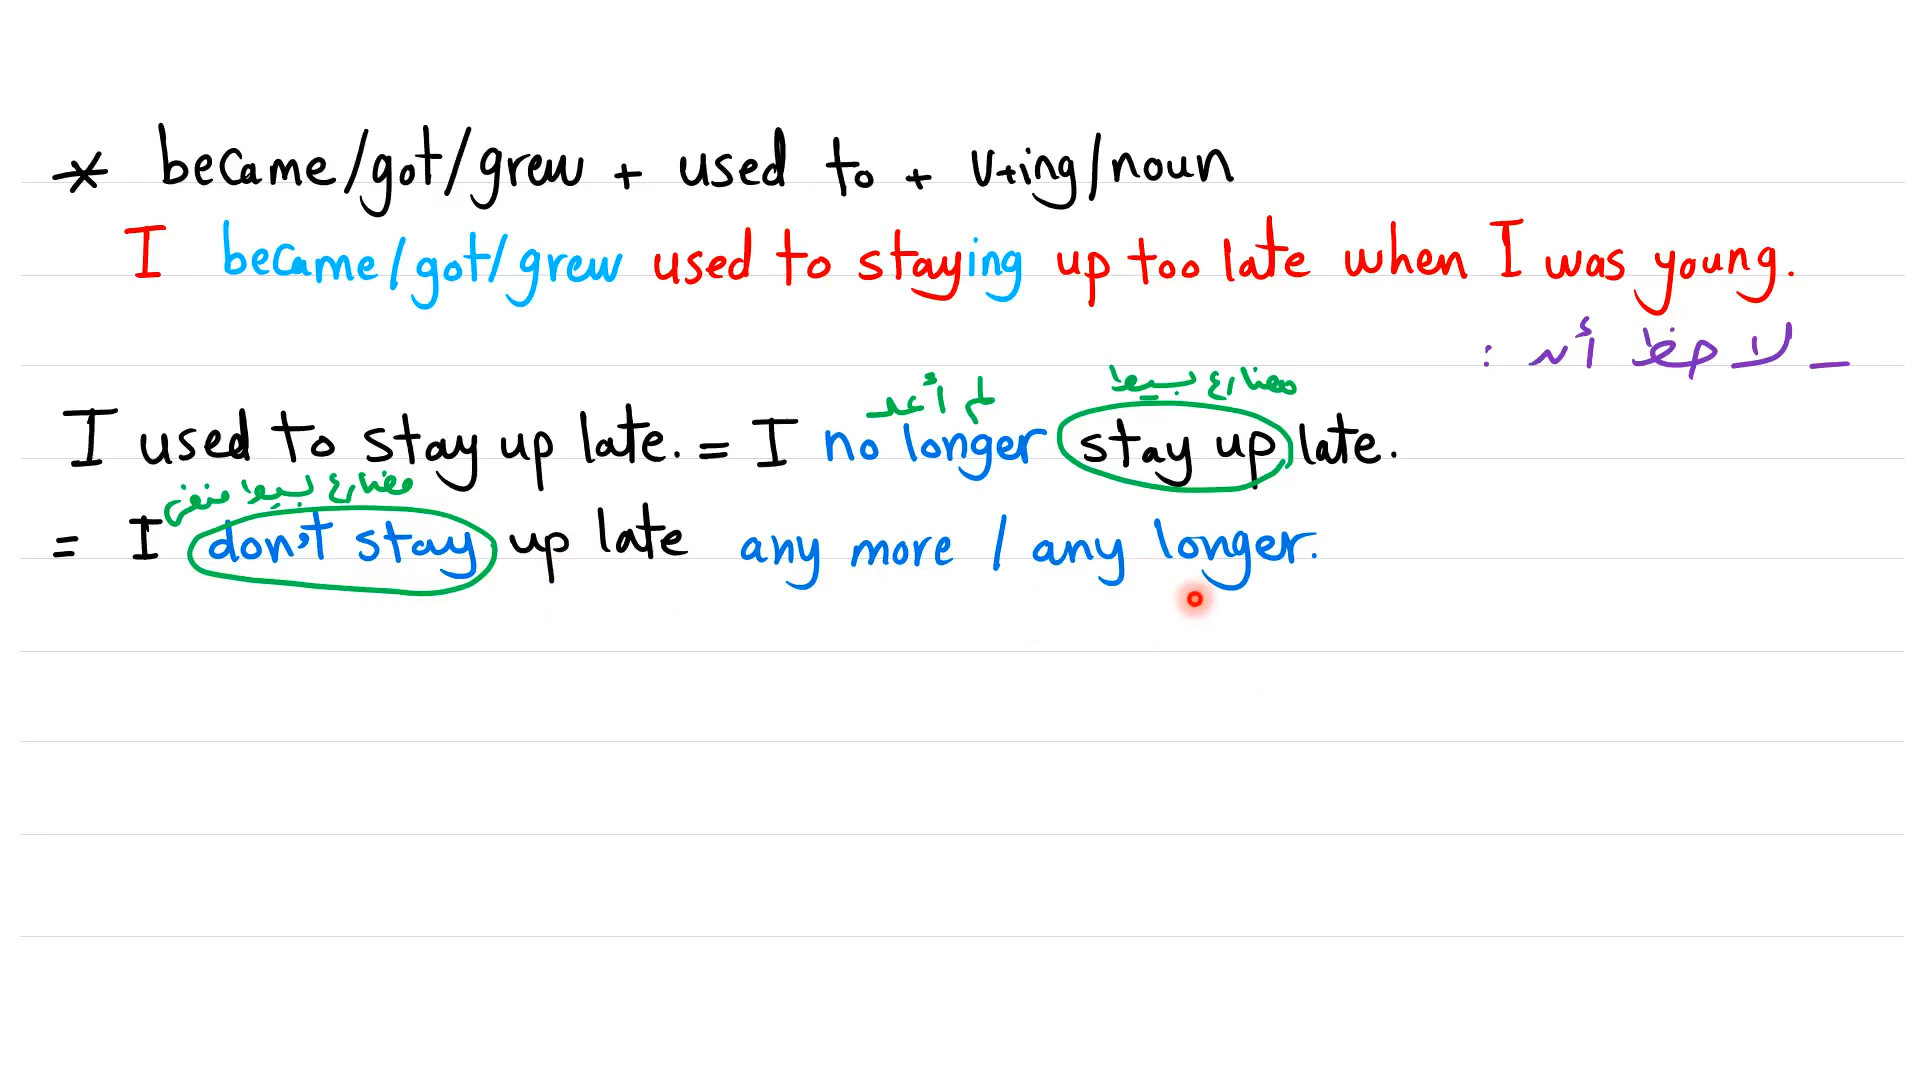 * became/got/grew + used to + v+ing/noun
I became/got/grew used to staying up too late when I was young.
ـ لاحظ أن :
لم أعد
مضارع بسيط
I used to stay up late. = I no longer stay up late.
مضارع بسيط منفي
= I don't stay up late any more / any longer.